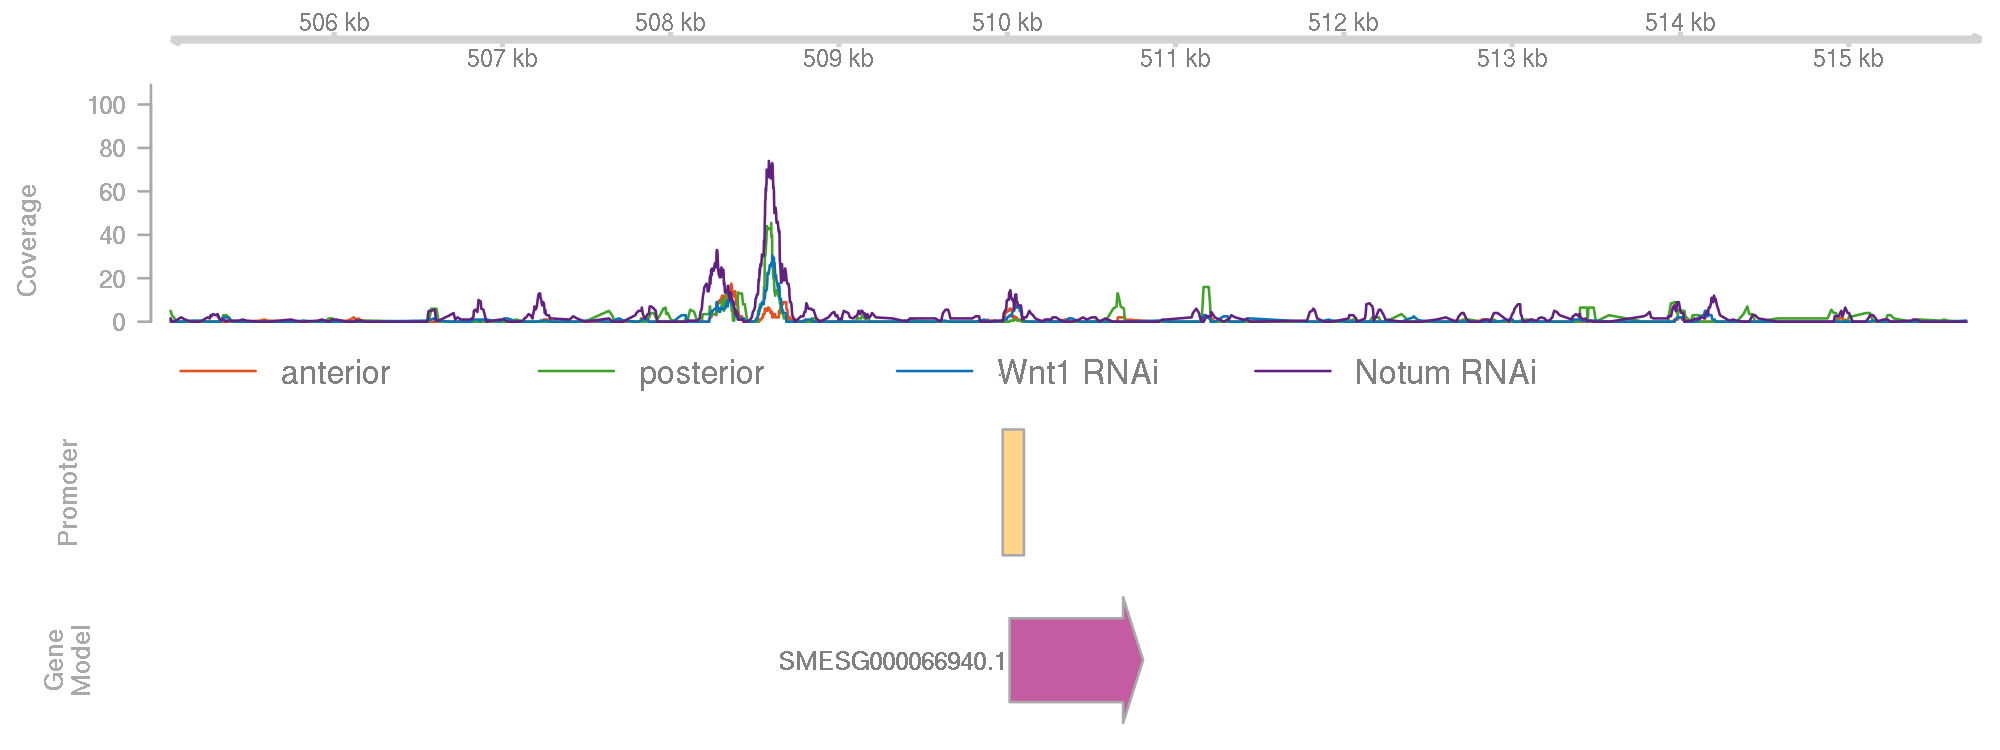 506 kb 508 kb 510 kb 512 kb 514 kb
507 kb 509 kb 511 kb 513 kb 515 kb
100
80
60
40
20
0
Coverage
anterior posterior Wnt1 RNAi Notum RNAi
Promoter
Gene
Model
SMESG000066940.1